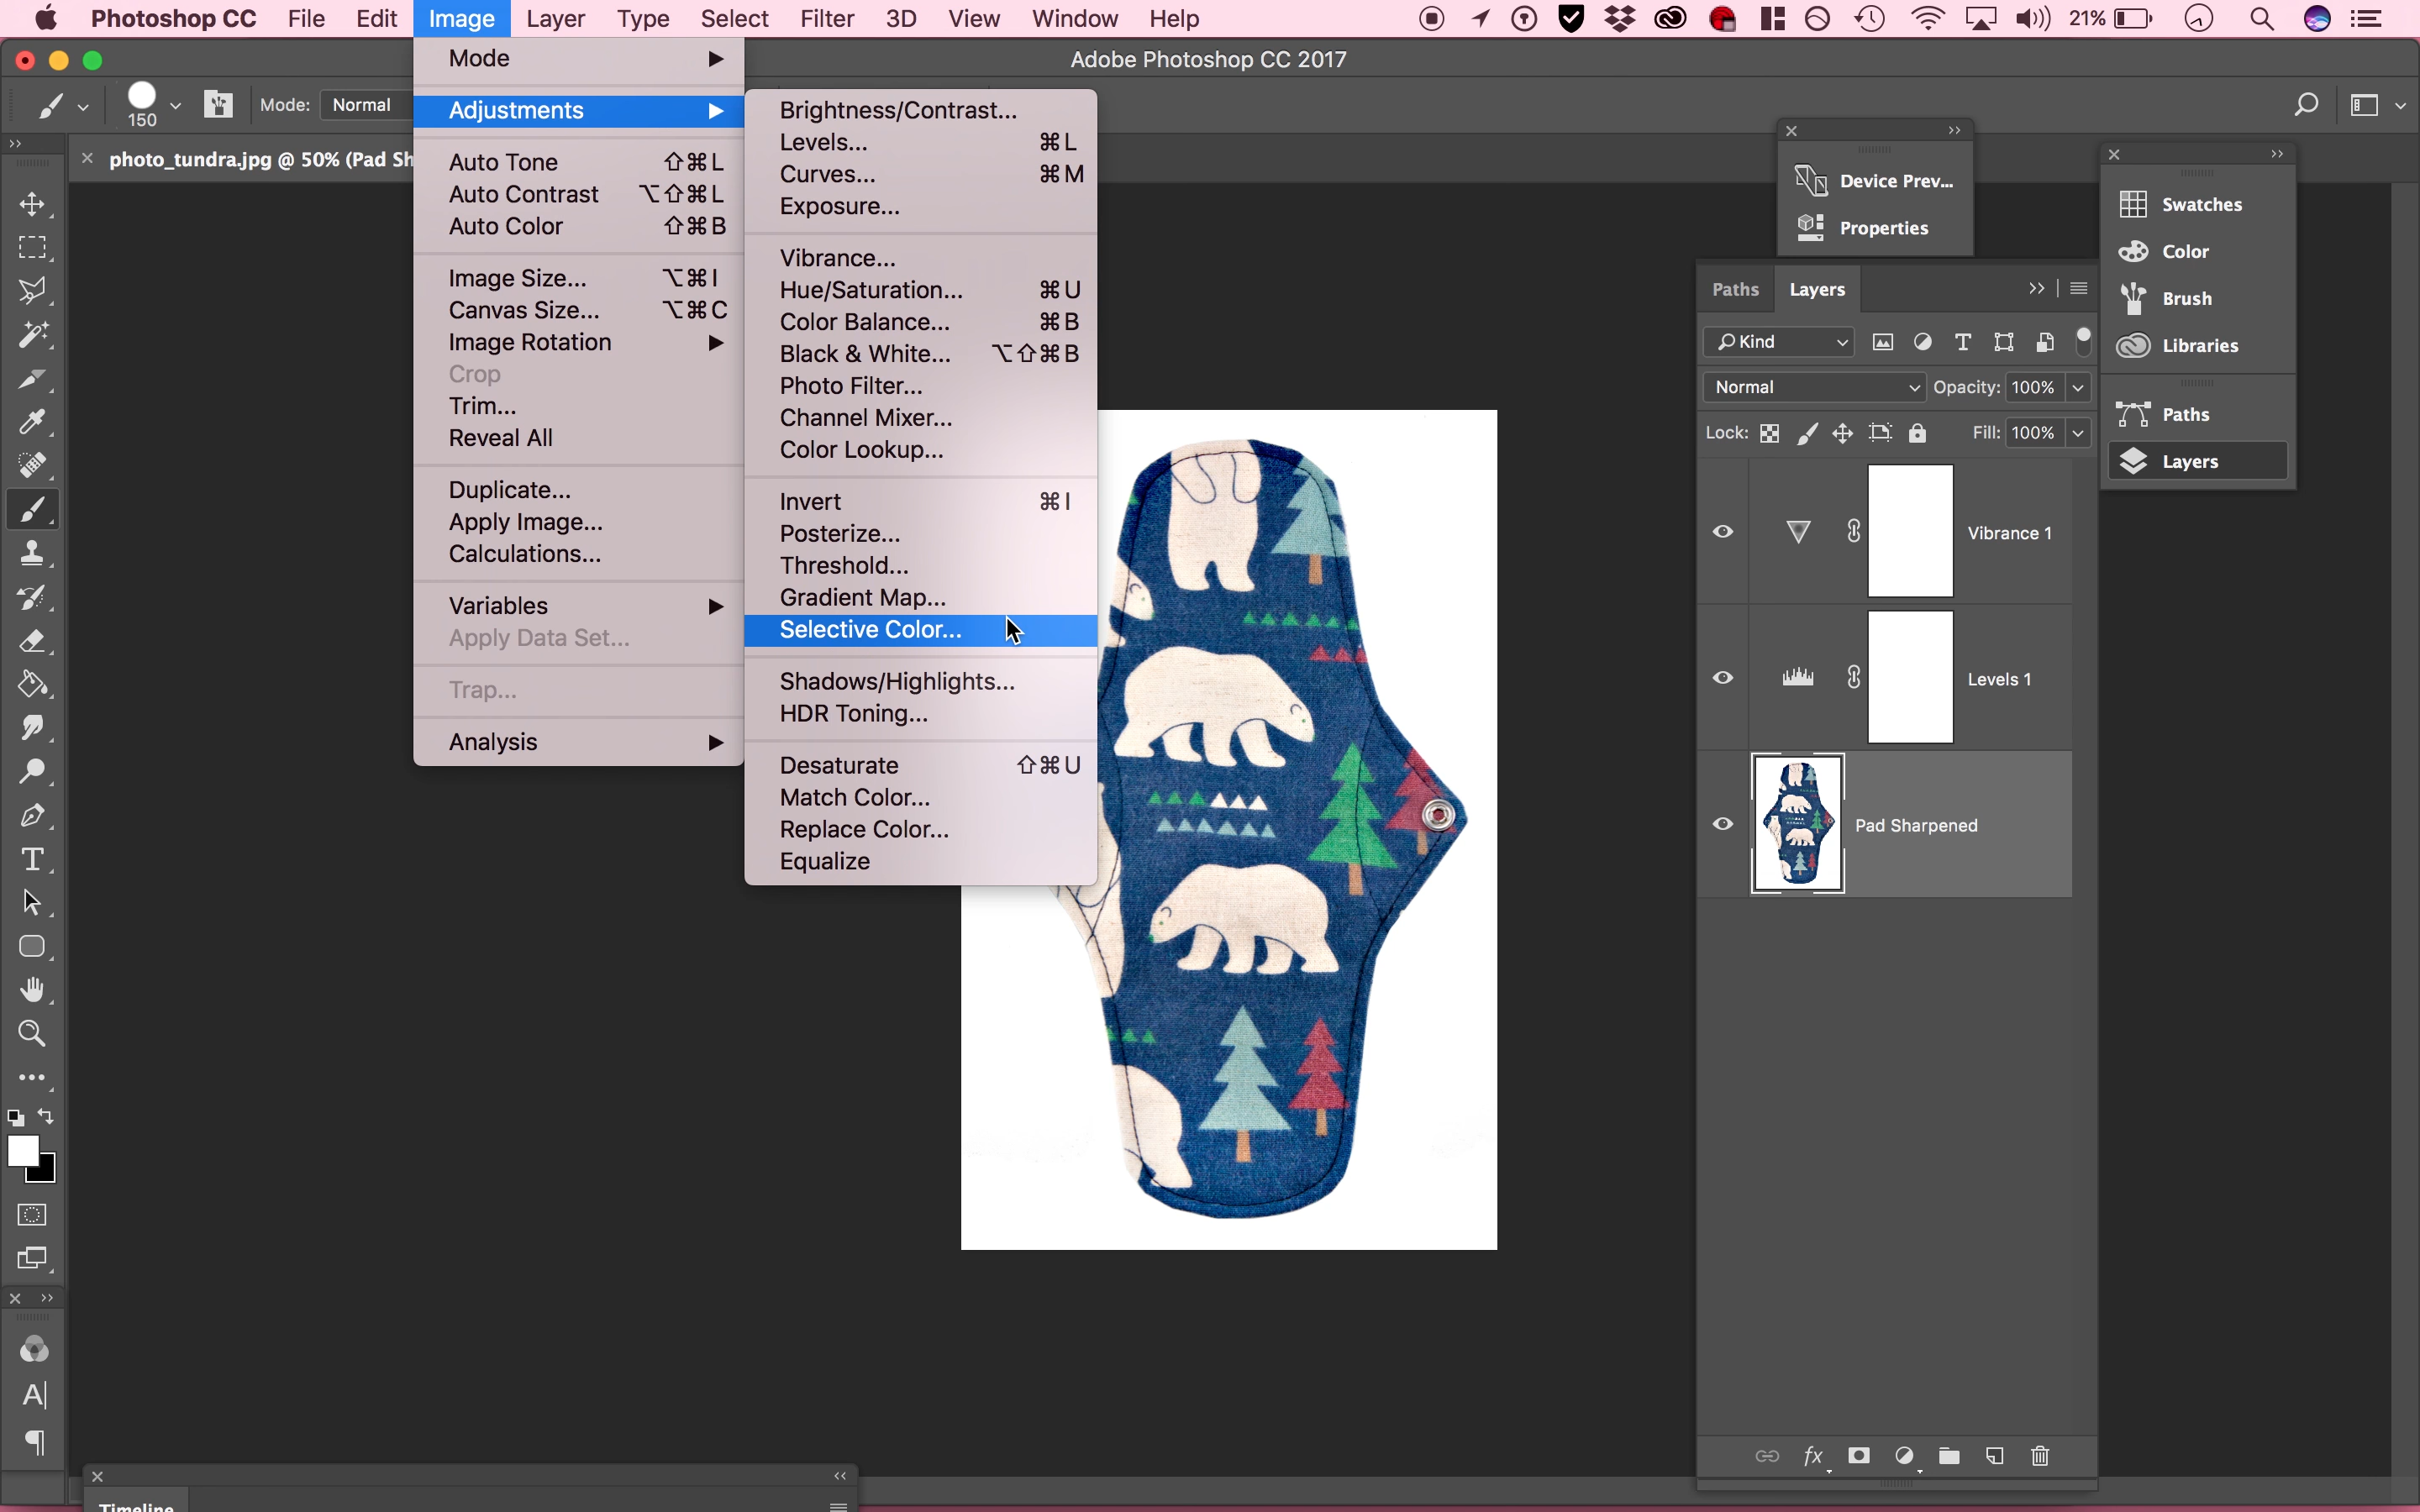 Photoshop CC File Edit Image Layer Type Select Filter 3D View Window Help 21%
Adobe Photoshop CC 2017
150 Mode: Normal
photo_tundra.jpg @ 50% (Pad Sh
Mode
Adjustments
Auto Tone ⇧⌘L
Auto Contrast ⌥⇧⌘L
Auto Color ⇧⌘B
Image Size... ⌥⌘I
Canvas Size... ⌥⌘C
Image Rotation
Crop
Trim...
Reveal All
Duplicate...
Apply Image...
Calculations...
Variables
Apply Data Set...
Trap...
Analysis
Brightness/Contrast...
Levels... ⌘L
Curves... ⌘M
Exposure...
Vibrance...
Hue/Saturation... ⌘U
Color Balance... ⌘B
Black & White... ⌥⇧⌘B
Photo Filter...
Channel Mixer...
Color Lookup...
Invert ⌘I
Posterize...
Threshold...
Gradient Map...
Selective Color...
Shadows/Highlights...
HDR Toning...
Desaturate ⇧⌘U
Match Color...
Replace Color...
Equalize
Device Prev...
Properties
Paths Layers
Kind
Normal Opacity: 100%
Lock: Fill: 100%
Vibrance 1
Levels 1
Pad Sharpened
fx
Swatches
Color
Brush
Libraries
Paths
Layers
Timeline